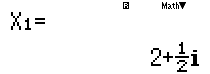 R Math▼
X₁=
2+½i